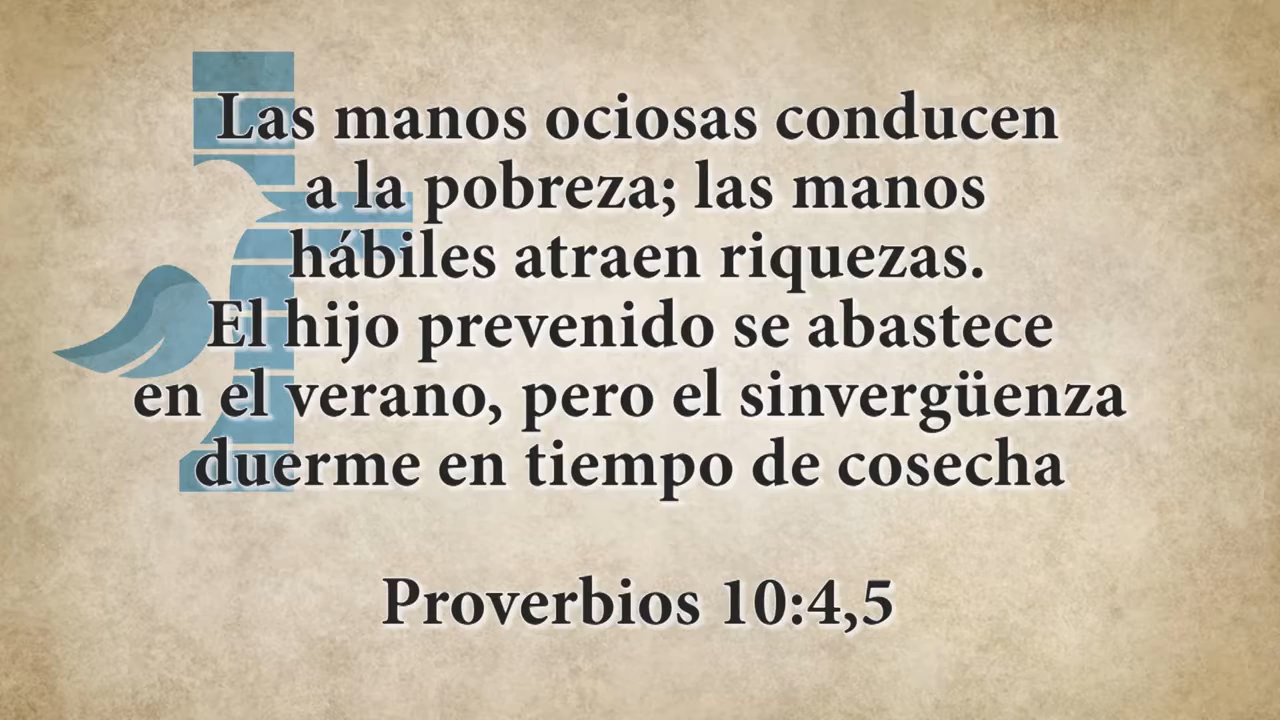 Las manos ociosas conducen
a la pobreza; las manos
hábiles atraen riquezas.
El hijo prevenido se abastece
en el verano, pero el sinvergüenza
duerme en tiempo de cosecha
Proverbios 10:4,5